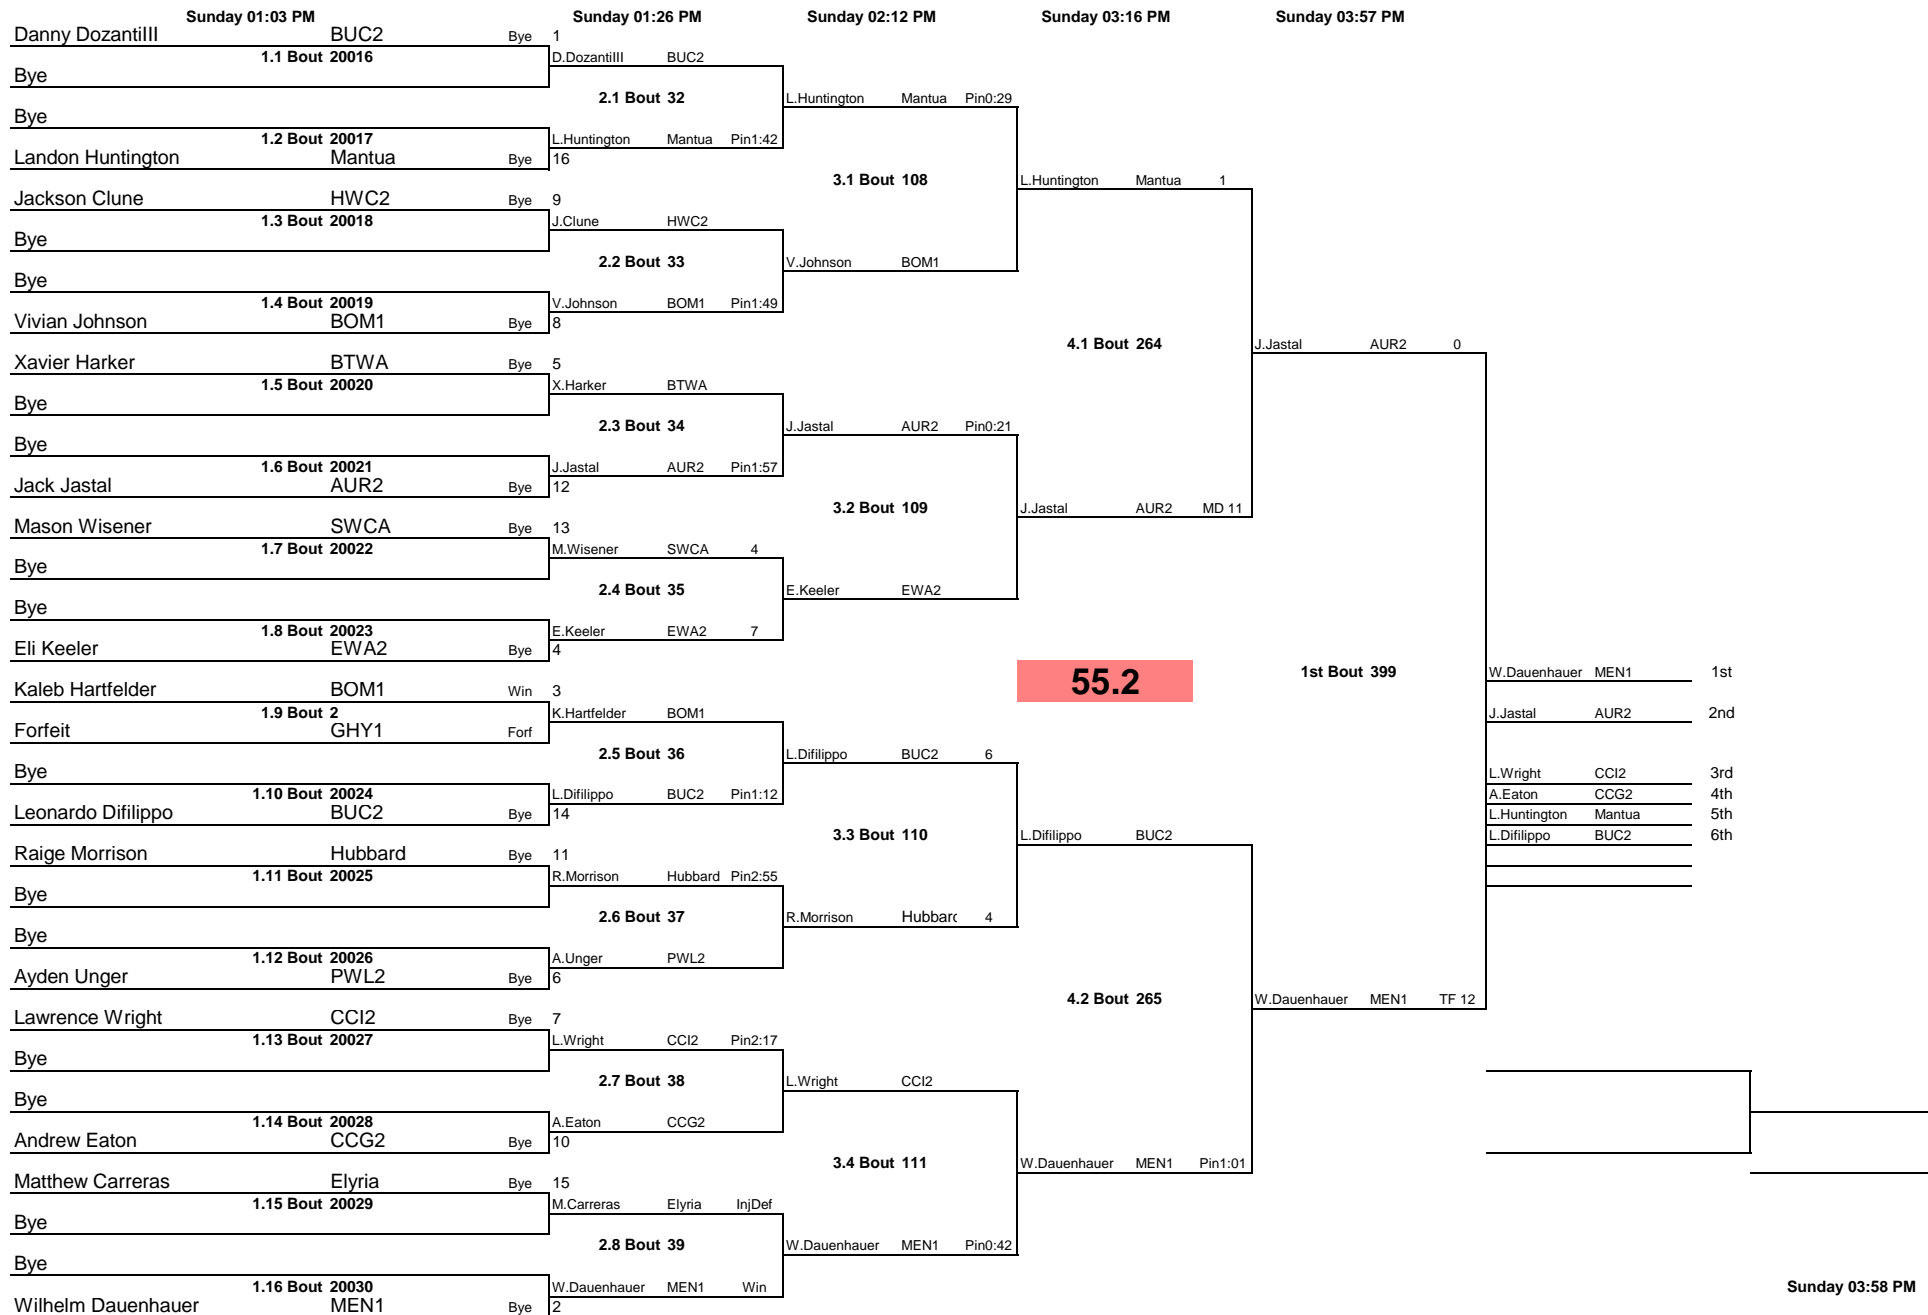 Sunday 01:03 PM Sunday 01:26 PM Sunday 02:12 PM Sunday 03:16 PM Sunday 03:57 PM
Danny DozantiIII BUC2 Bye 1
1.1 Bout 20016 D.DozantiIII BUC2
Bye
2.1 Bout 32 L.Huntington Mantua Pin0:29
Bye
1.2 Bout 20017 L.Huntington Mantua Pin1:42
Landon Huntington Mantua Bye 16
3.1 Bout 108 L.Huntington Mantua 1
Jackson Clune HWC2 Bye 9
1.3 Bout 20018 J.Clune HWC2
Bye
2.2 Bout 33 V.Johnson BOM1
Bye
1.4 Bout 20019 V.Johnson BOM1 Pin1:49
Vivian Johnson BOM1 Bye 8
4.1 Bout 264 J.Jastal AUR2 0
Xavier Harker BTWA Bye 5
1.5 Bout 20020 X.Harker BTWA
Bye
2.3 Bout 34 J.Jastal AUR2 Pin0:21
Bye
1.6 Bout 20021 J.Jastal AUR2 Pin1:57
Jack Jastal AUR2 Bye 12
3.2 Bout 109 J.Jastal AUR2 MD 11
Mason Wisener SWCA Bye 13
1.7 Bout 20022 M.Wisener SWCA 4
Bye
2.4 Bout 35 E.Keeler EWA2
Bye
1.8 Bout 20023 E.Keeler EWA2 7
Eli Keeler EWA2 Bye 4
55.2 1st Bout 399 W.Dauenhauer MEN1 1st
Kaleb Hartfelder BOM1 Win 3
1.9 Bout 2 K.Hartfelder BOM1 J.Jastal AUR2 2nd
Forfeit GHY1 Forf
2.5 Bout 36 L.Difilippo BUC2 6
Bye L.Wright CCI2 3rd
1.10 Bout 20024 L.Difilippo BUC2 Pin1:12 A.Eaton CCG2 4th
Leonardo Difilippo BUC2 Bye 14 L.Huntington Mantua 5th
3.3 Bout 110 L.Difilippo BUC2 L.Difilippo BUC2 6th
Raige Morrison Hubbard Bye 11
1.11 Bout 20025 R.Morrison Hubbard Pin2:55
Bye
2.6 Bout 37 R.Morrison Hubbard 4
Bye
1.12 Bout 20026 A.Unger PWL2
Ayden Unger PWL2 Bye 6
4.2 Bout 265 W.Dauenhauer MEN1 TF 12
Lawrence Wright CCI2 Bye 7
1.13 Bout 20027 L.Wright CCI2 Pin2:17
Bye
2.7 Bout 38 L.Wright CCI2
Bye
1.14 Bout 20028 A.Eaton CCG2
Andrew Eaton CCG2 Bye 10
3.4 Bout 111 W.Dauenhauer MEN1 Pin1:01
Matthew Carreras Elyria Bye 15
1.15 Bout 20029 M.Carreras Elyria InjDef
Bye
2.8 Bout 39 W.Dauenhauer MEN1 Pin0:42
Bye
1.16 Bout 20030 W.Dauenhauer MEN1 Win Sunday 03:58 PM
Wilhelm Dauenhauer MEN1 Bye 2